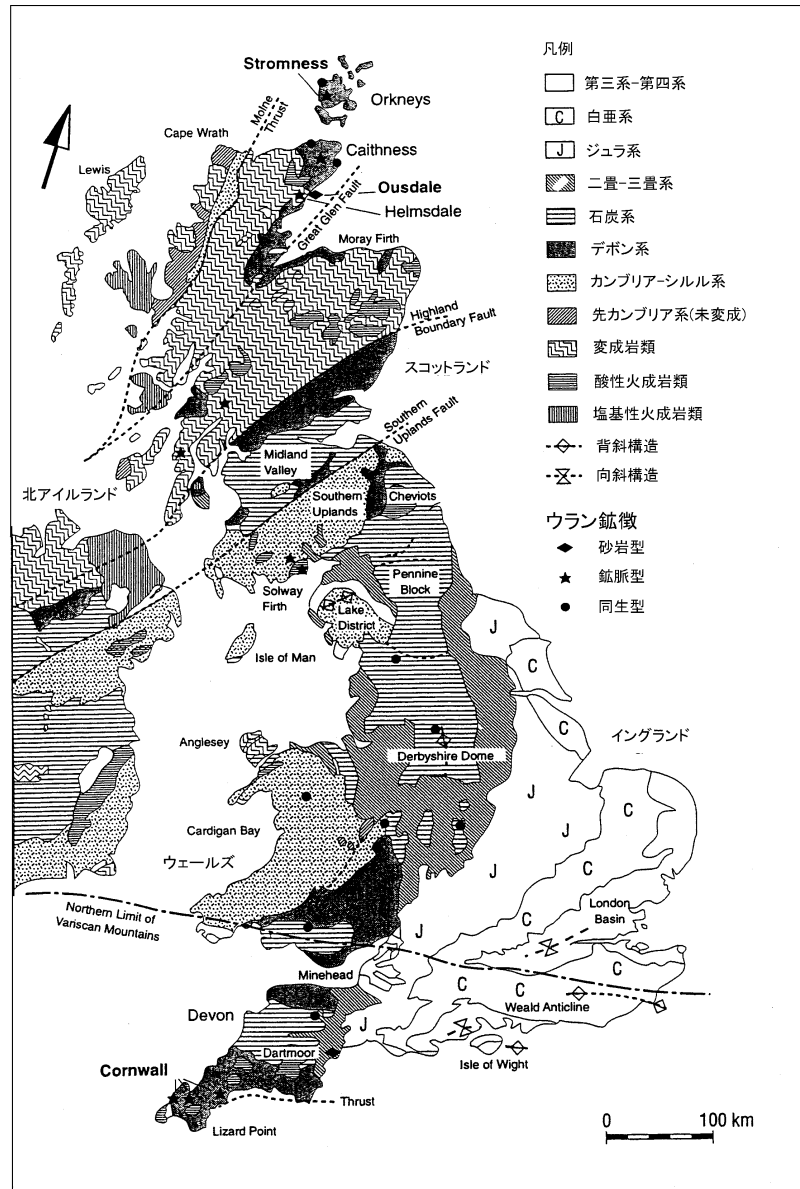 Stromness
Orkneys
Moine
Thrust
Cape Wrath
Caithness
Lewis
Ousdale
Helmsdale
Great Glen Fault
Moray Firth
Highland
Boundary Fault
スコットランド
Southern
Uplands Fault
Midland
Valley
北アイルランド
Southern
Uplands
Cheviots
Pennine
Block
Solway
Firth
Lake
District
J
Isle of Man
C
C
Anglesey
イングランド
Derbyshire Dome
J
C
Cardigan Bay
J
ウェールズ
J
C
London
Basin
Northern Limit of
Variscan Mountains
C
J
C
Minehead
C
C
Weald Anticline
Devon
J
Dartmoor
Isle of Wight
Cornwall
Thrust
Lizard Point
凡例
第三系-第四系
C 白亜系
J ジュラ系
二畳-三畳系
石炭系
デボン系
カンブリア-シルル系
先カンブリア系(未変成)
変成岩類
酸性火成岩類
塩基性火成岩類
背斜構造
向斜構造
ウラン鉱徴
砂岩型
鉱脈型
同生型
0 100 km